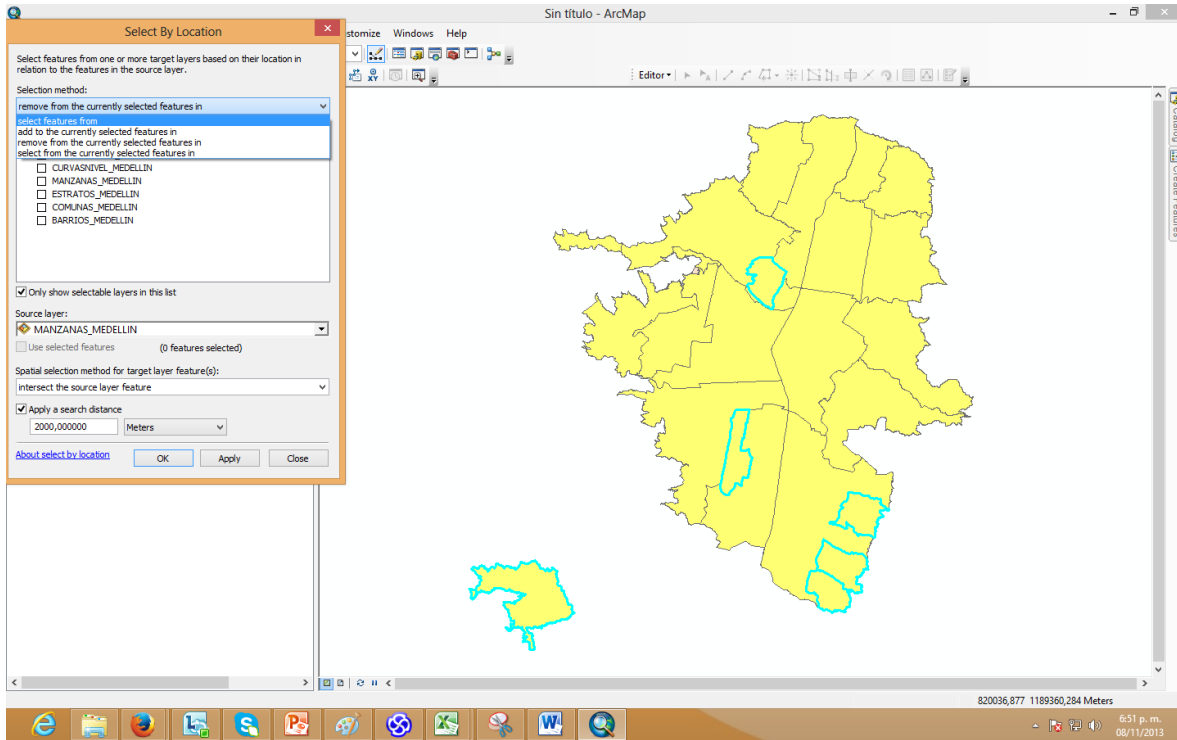 Sin título - ArcMap
Select By Location
stomize Windows Help
Select features from one or more target layers based on their location in
relation to the features in the source layer.
Selection method:
remove from the currently selected features in
select features from
add to the currently selected features in
remove from the currently selected features in
select from the currently selected features in
CURVASNIVEL_MEDELLIN
MANZANAS_MEDELLIN
ESTRATOS_MEDELLIN
COMUNAS_MEDELLIN
BARRIOS_MEDELLIN
Only show selectable layers in this list
Source layer:
MANZANAS_MEDELLIN
Use selected features (0 features selected)
Spatial selection method for target layer feature(s):
intersect the source layer feature
Apply a search distance
2000,000000 Meters
About select by location OK Apply Close
XY
Editor
Catalog
Create Features
820036,877 1189360,284 Meters
6:51 p. m.
08/11/2013